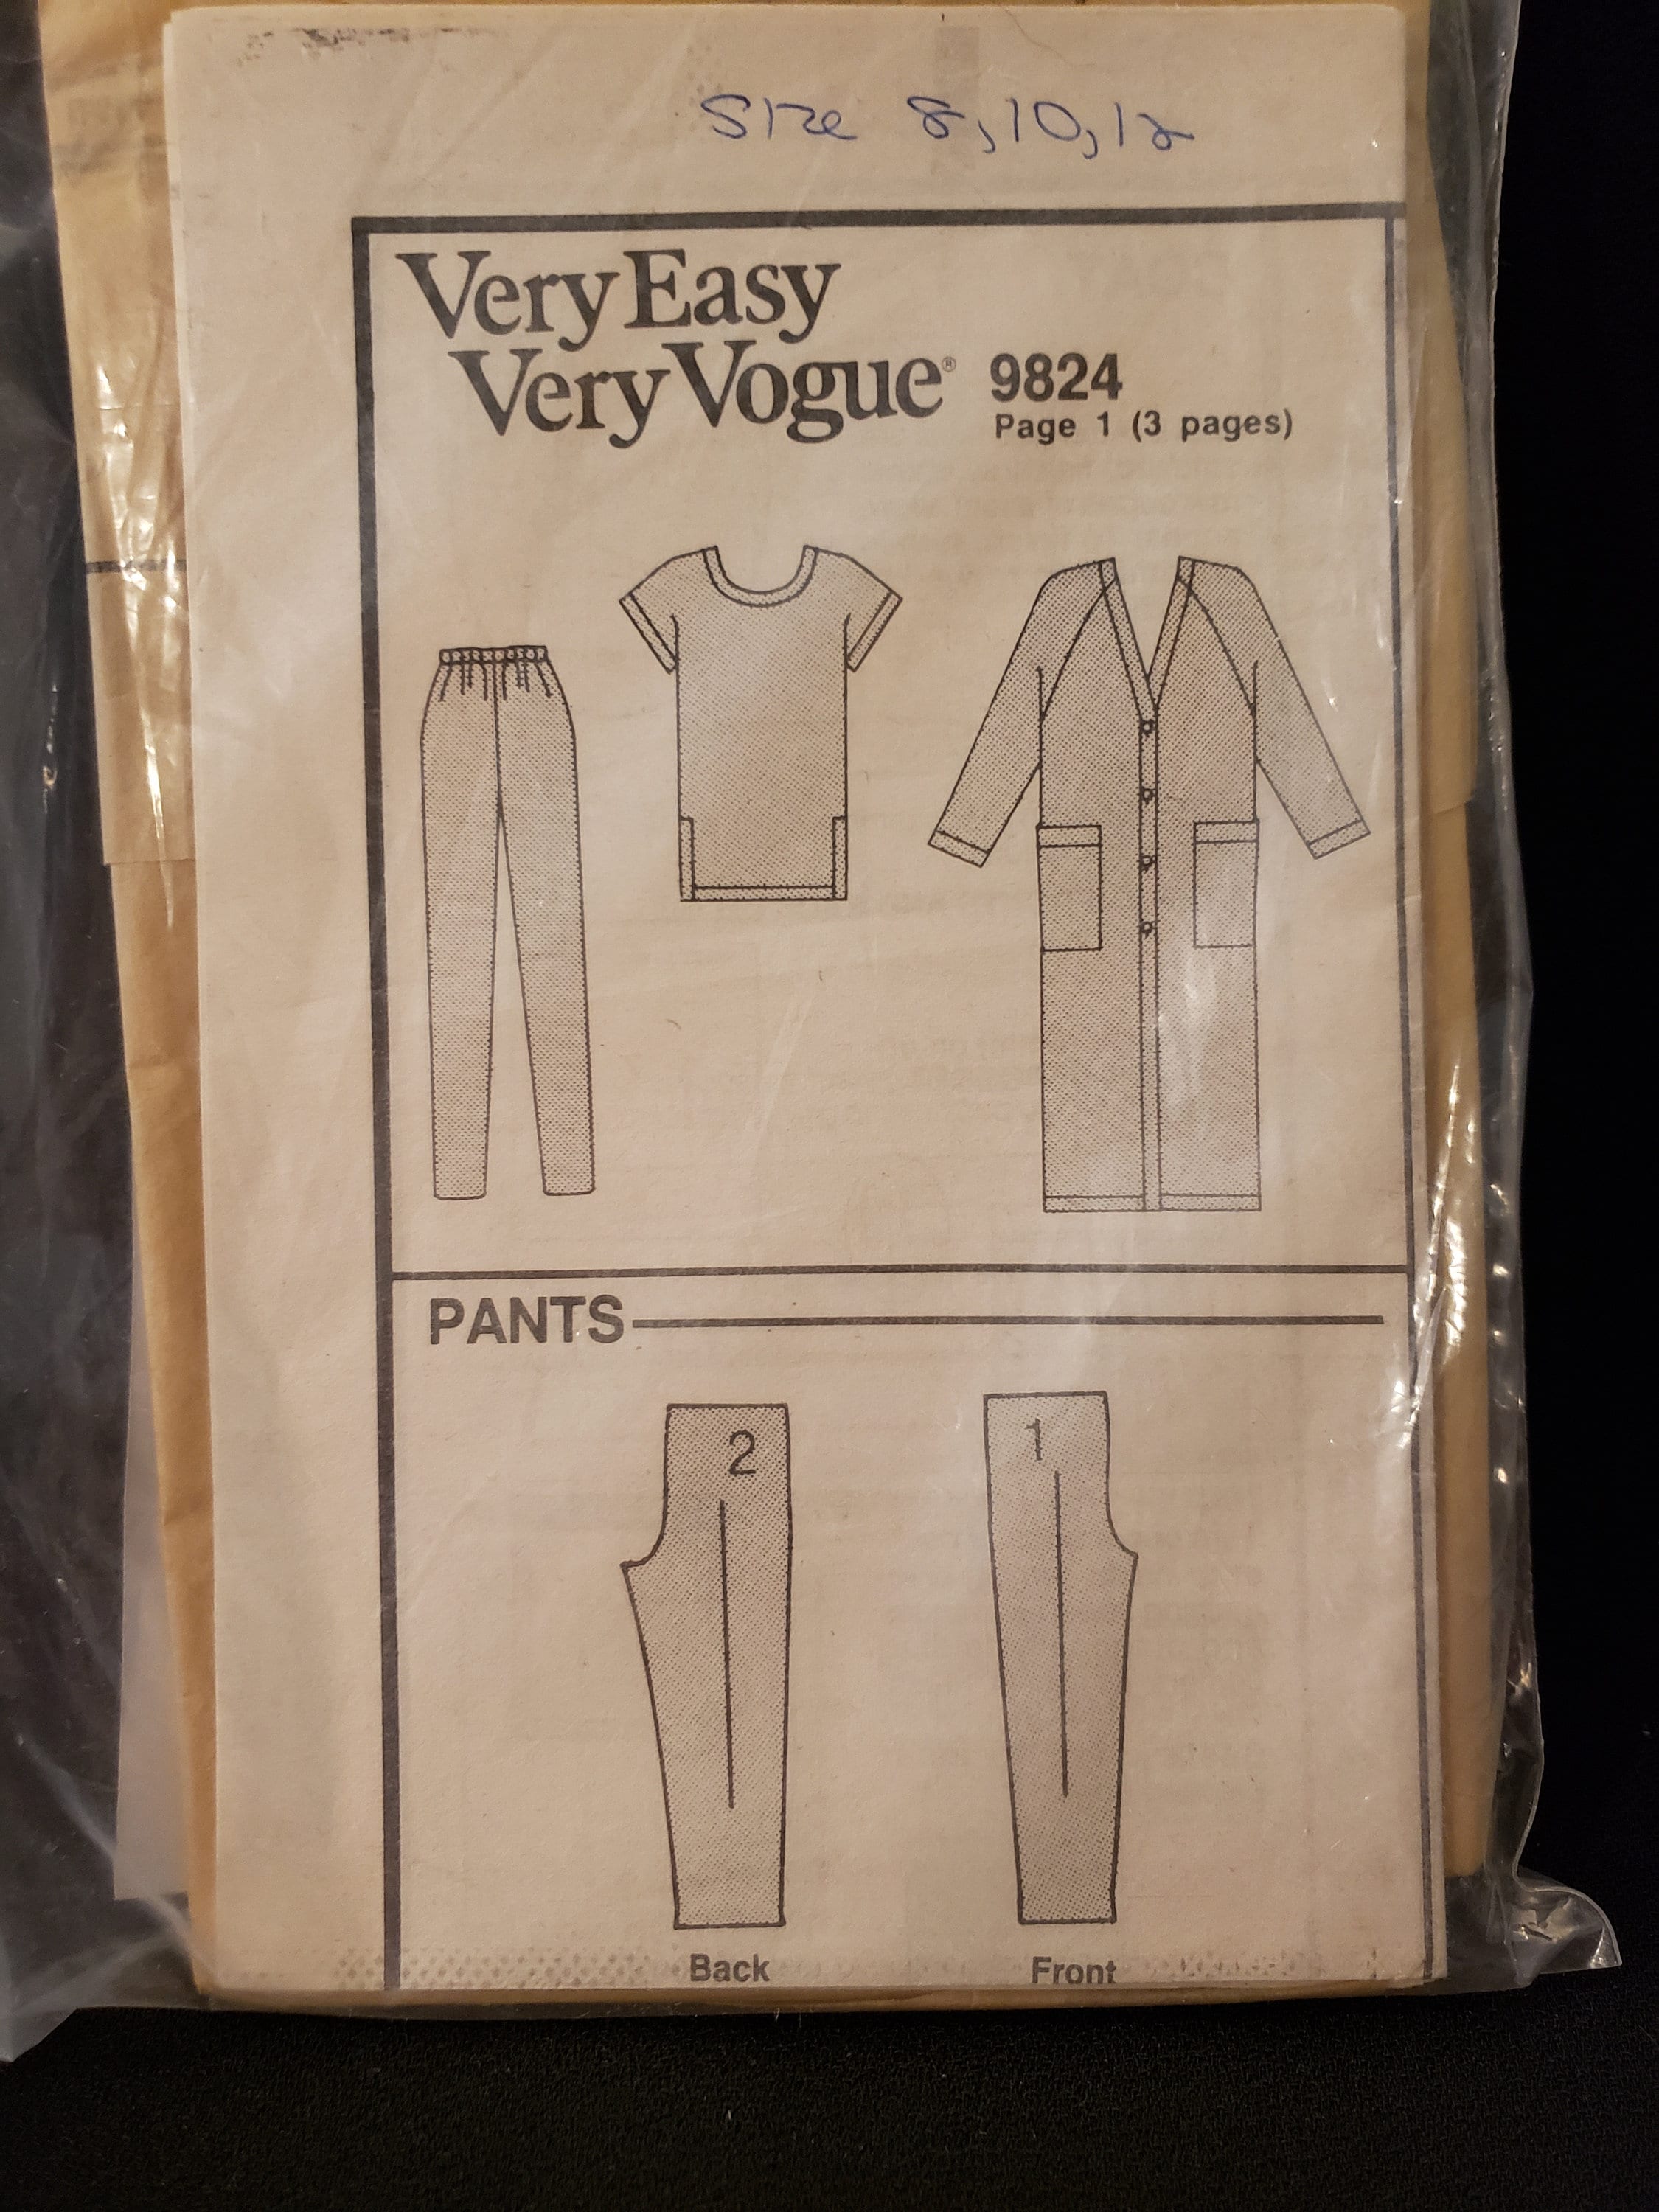 Size 8,10,12
Very Easy
Very Vogue® 9824
Page 1 (3 pages)
PANTS
2
1
Back
Front